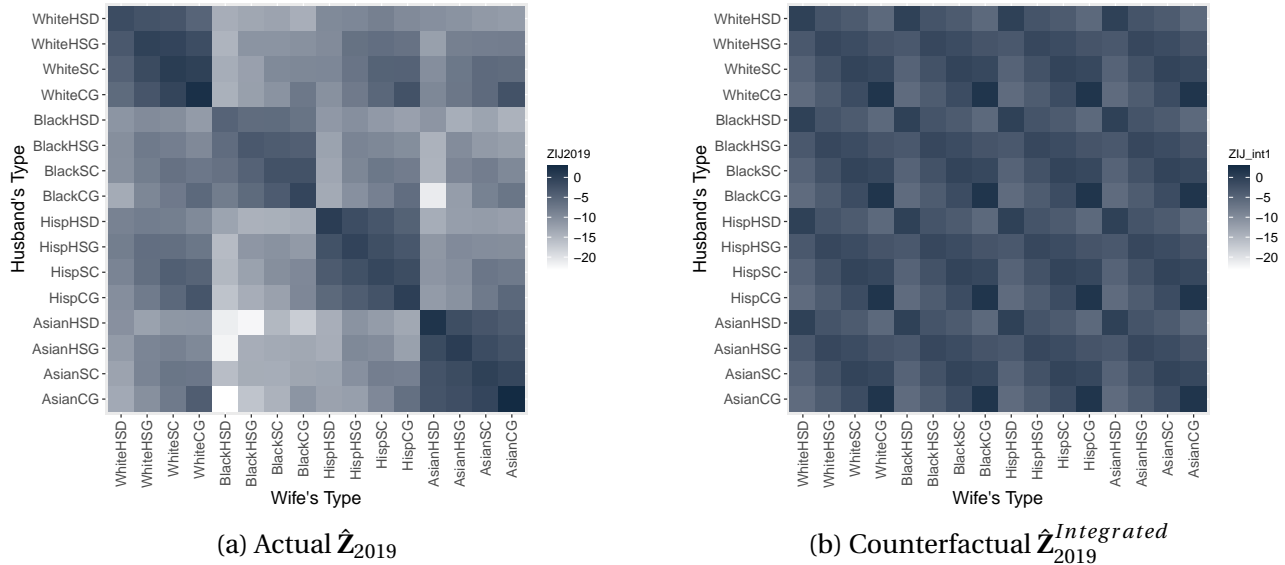 WhiteHSD
WhiteHSG
WhiteSC
WhiteCG
BlackHSD
BlackHSG
BlackSC
BlackCG
HispHSD
HispHSG
HispSC
HispCG
AsianHSD
AsianHSG
AsianSC
AsianCG
Husband's Type
WhiteHSD
WhiteHSG
WhiteSC
WhiteCG
BlackHSD
BlackHSG
BlackSC
BlackCG
HispHSD
HispHSG
HispSC
HispCG
AsianHSD
AsianHSG
AsianSC
AsianCG
Wife's Type
ZIJ2019
0
−5
−10
−15
−20
(a) Actual Ẑ2019
WhiteHSD
WhiteHSG
WhiteSC
WhiteCG
BlackHSD
BlackHSG
BlackSC
BlackCG
HispHSD
HispHSG
HispSC
HispCG
AsianHSD
AsianHSG
AsianSC
AsianCG
Husband's Type
WhiteHSD
WhiteHSG
WhiteSC
WhiteCG
BlackHSD
BlackHSG
BlackSC
BlackCG
HispHSD
HispHSG
HispSC
HispCG
AsianHSD
AsianHSG
AsianSC
AsianCG
Wife's Type
ZIJ_int1
0
−5
−10
−15
−20
(b) Counterfactual Ẑ2019 Integrated